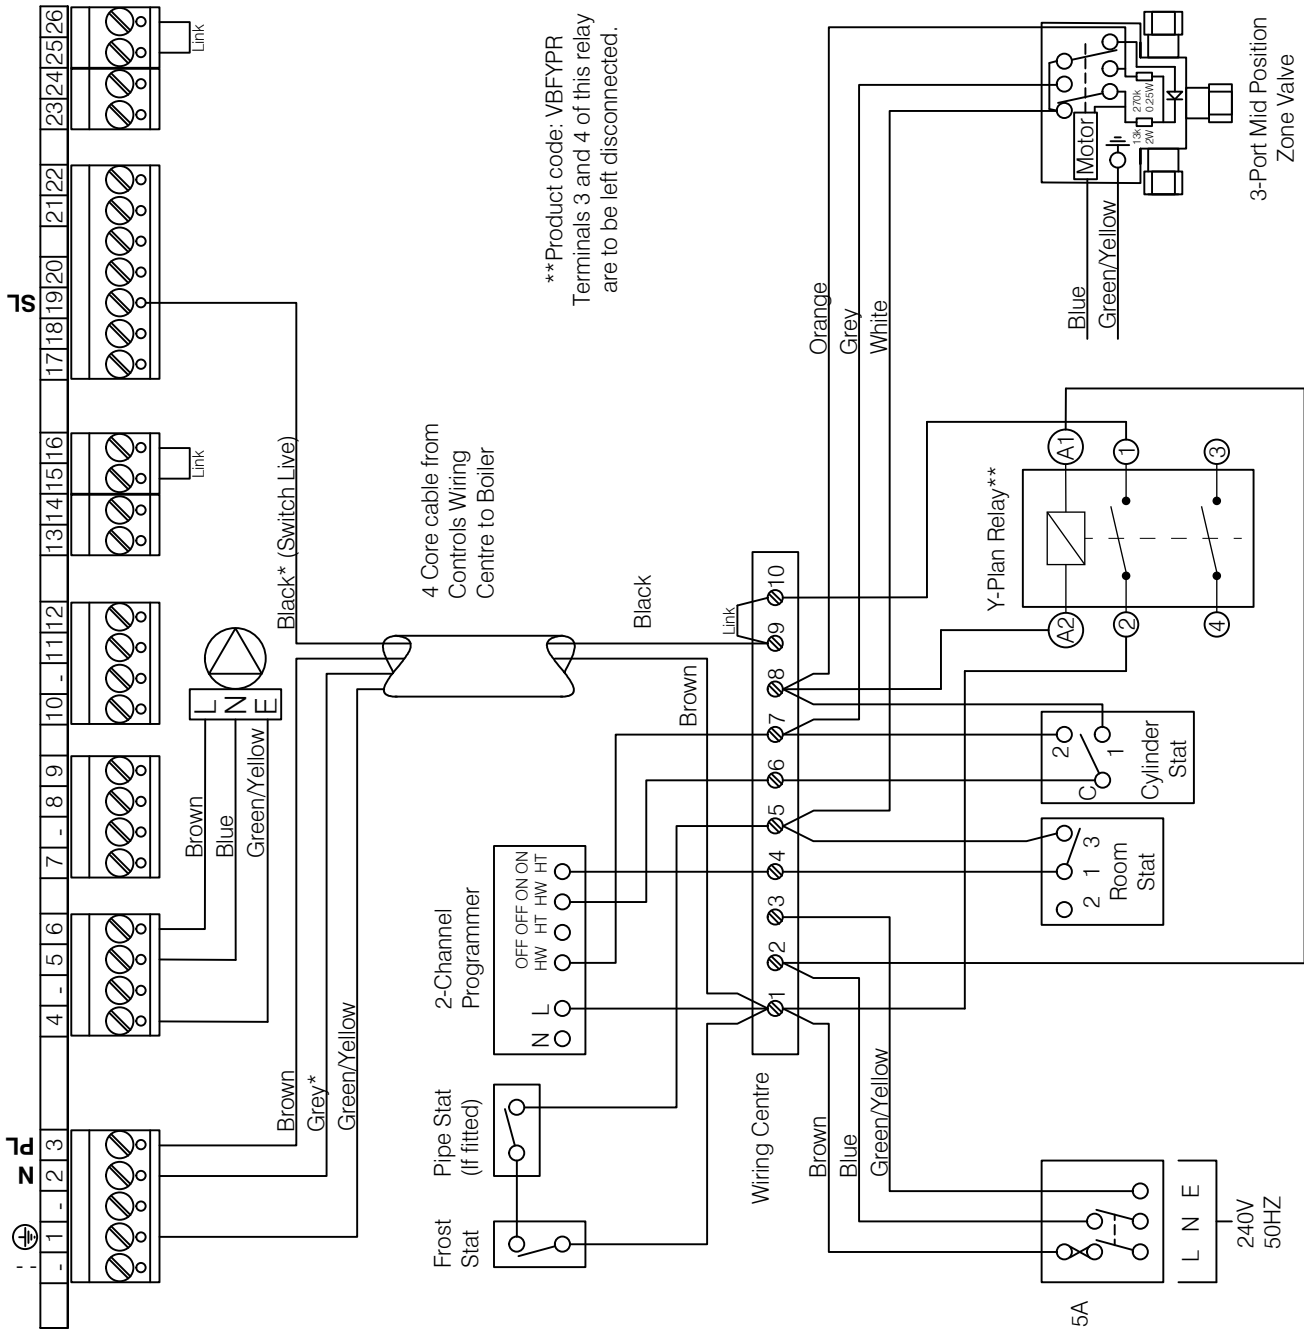 26
25
24
23
22
21
20
19
18
17
16
15
14
13
12
11
-
10
9
8
-
7
6
5
-
4
3
2
-
1
-
SL
PL
N
Link
Link
L N E
Brown
Blue
Green/Yellow
Black* (Switch Live)
Brown
Grey*
Green/Yellow
4 Core cable from
Controls Wiring
Centre to Boiler
**Product code: VBFYPR
Terminals 3 and 4 of this relay
are to be left disconnected.
Black
Brown
Link
2-Channel
Programmer
OFF OFF ON ON
N L HW HT HW HT
Pipe Stat
(If fitted)
Frost
Stat
Wiring Centre
1 2 3 4 5 6 7 8 9 10
Brown
Blue
Green/Yellow
Orange
Grey
White
5A
L N E
240V
50HZ
2 1 3
Room
Stat
2
C 1
Cylinder
Stat
Y-Plan Relay**
A2 A1
2 1
4 3
Blue
Green/Yellow
Motor
13k
2W
270k
0.25W
3-Port Mid Position
Zone Valve